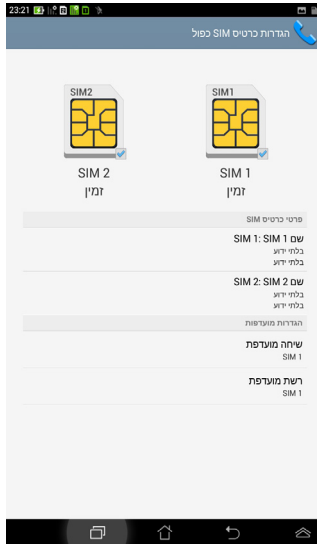 23:21
הגדרות כרטיס SIM כפול
SIM1
SIM2
SIM 1
זמין
SIM 2
זמין
פרטי כרטיס SIM
שם SIM 1: SIM 1
בלתי ידוע
בלתי ידוע
שם SIM 2: SIM 2
בלתי ידוע
בלתי ידוע
הגדרות מועדפות
שיחה מועדפת
SIM 1
רשת מועדפת
SIM 1